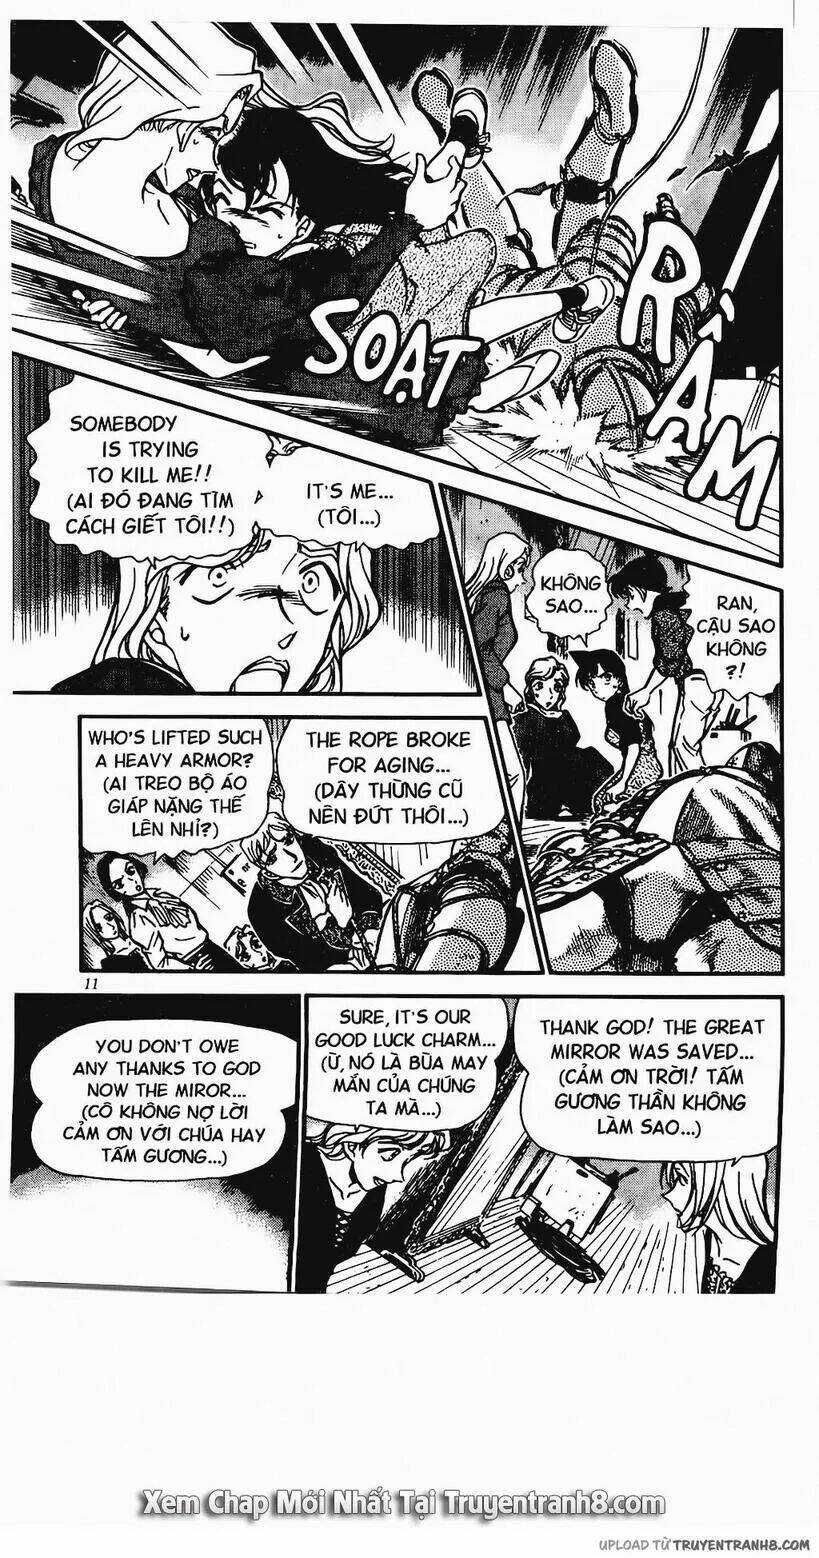 RẦM
SOẠT
IT'S ME...
(TÔI...)
SOMEBODY
IS TRYING
TO KILL ME!!
(AI ĐÓ ĐANG TÌM
CÁCH GIẾT TÔI!!)
RAN,
CẬU SAO
KHÔNG
?!
KHÔNG
SAO...
THE ROPE BROKE
FOR AGING...
(DÂY THỪNG CŨ
NÊN ĐỨT THÔI...)
WHO'S LIFTED SUCH
A HEAVY ARMOR?
(AI TREO BỘ ÁO
GIÁP NẶNG THẾ
LÊN NHỈ?)
11
THANK GOD! THE GREAT
MIRROR WAS SAVED...
(CẢM ƠN TRỜI! TẤM
GƯƠNG THẦN KHÔNG
LÀM SAO...)
SURE, IT'S OUR
GOOD LUCK CHARM...
(Ừ, NÓ LÀ BÙA MAY
MẮN CỦA CHÚNG
TA MÀ...)
YOU DON'T OWE
ANY THANKS TO GOD
NOW THE MIROR...
(CÔ KHÔNG NỢ LỜI
CẢM ƠN VỚI CHÚA HAY
TẤM GƯƠNG...)
Xem Chap Mới Nhất Tại Truyentranh8.com
UPLOAD TỪ TRUYENTRANH8.COM